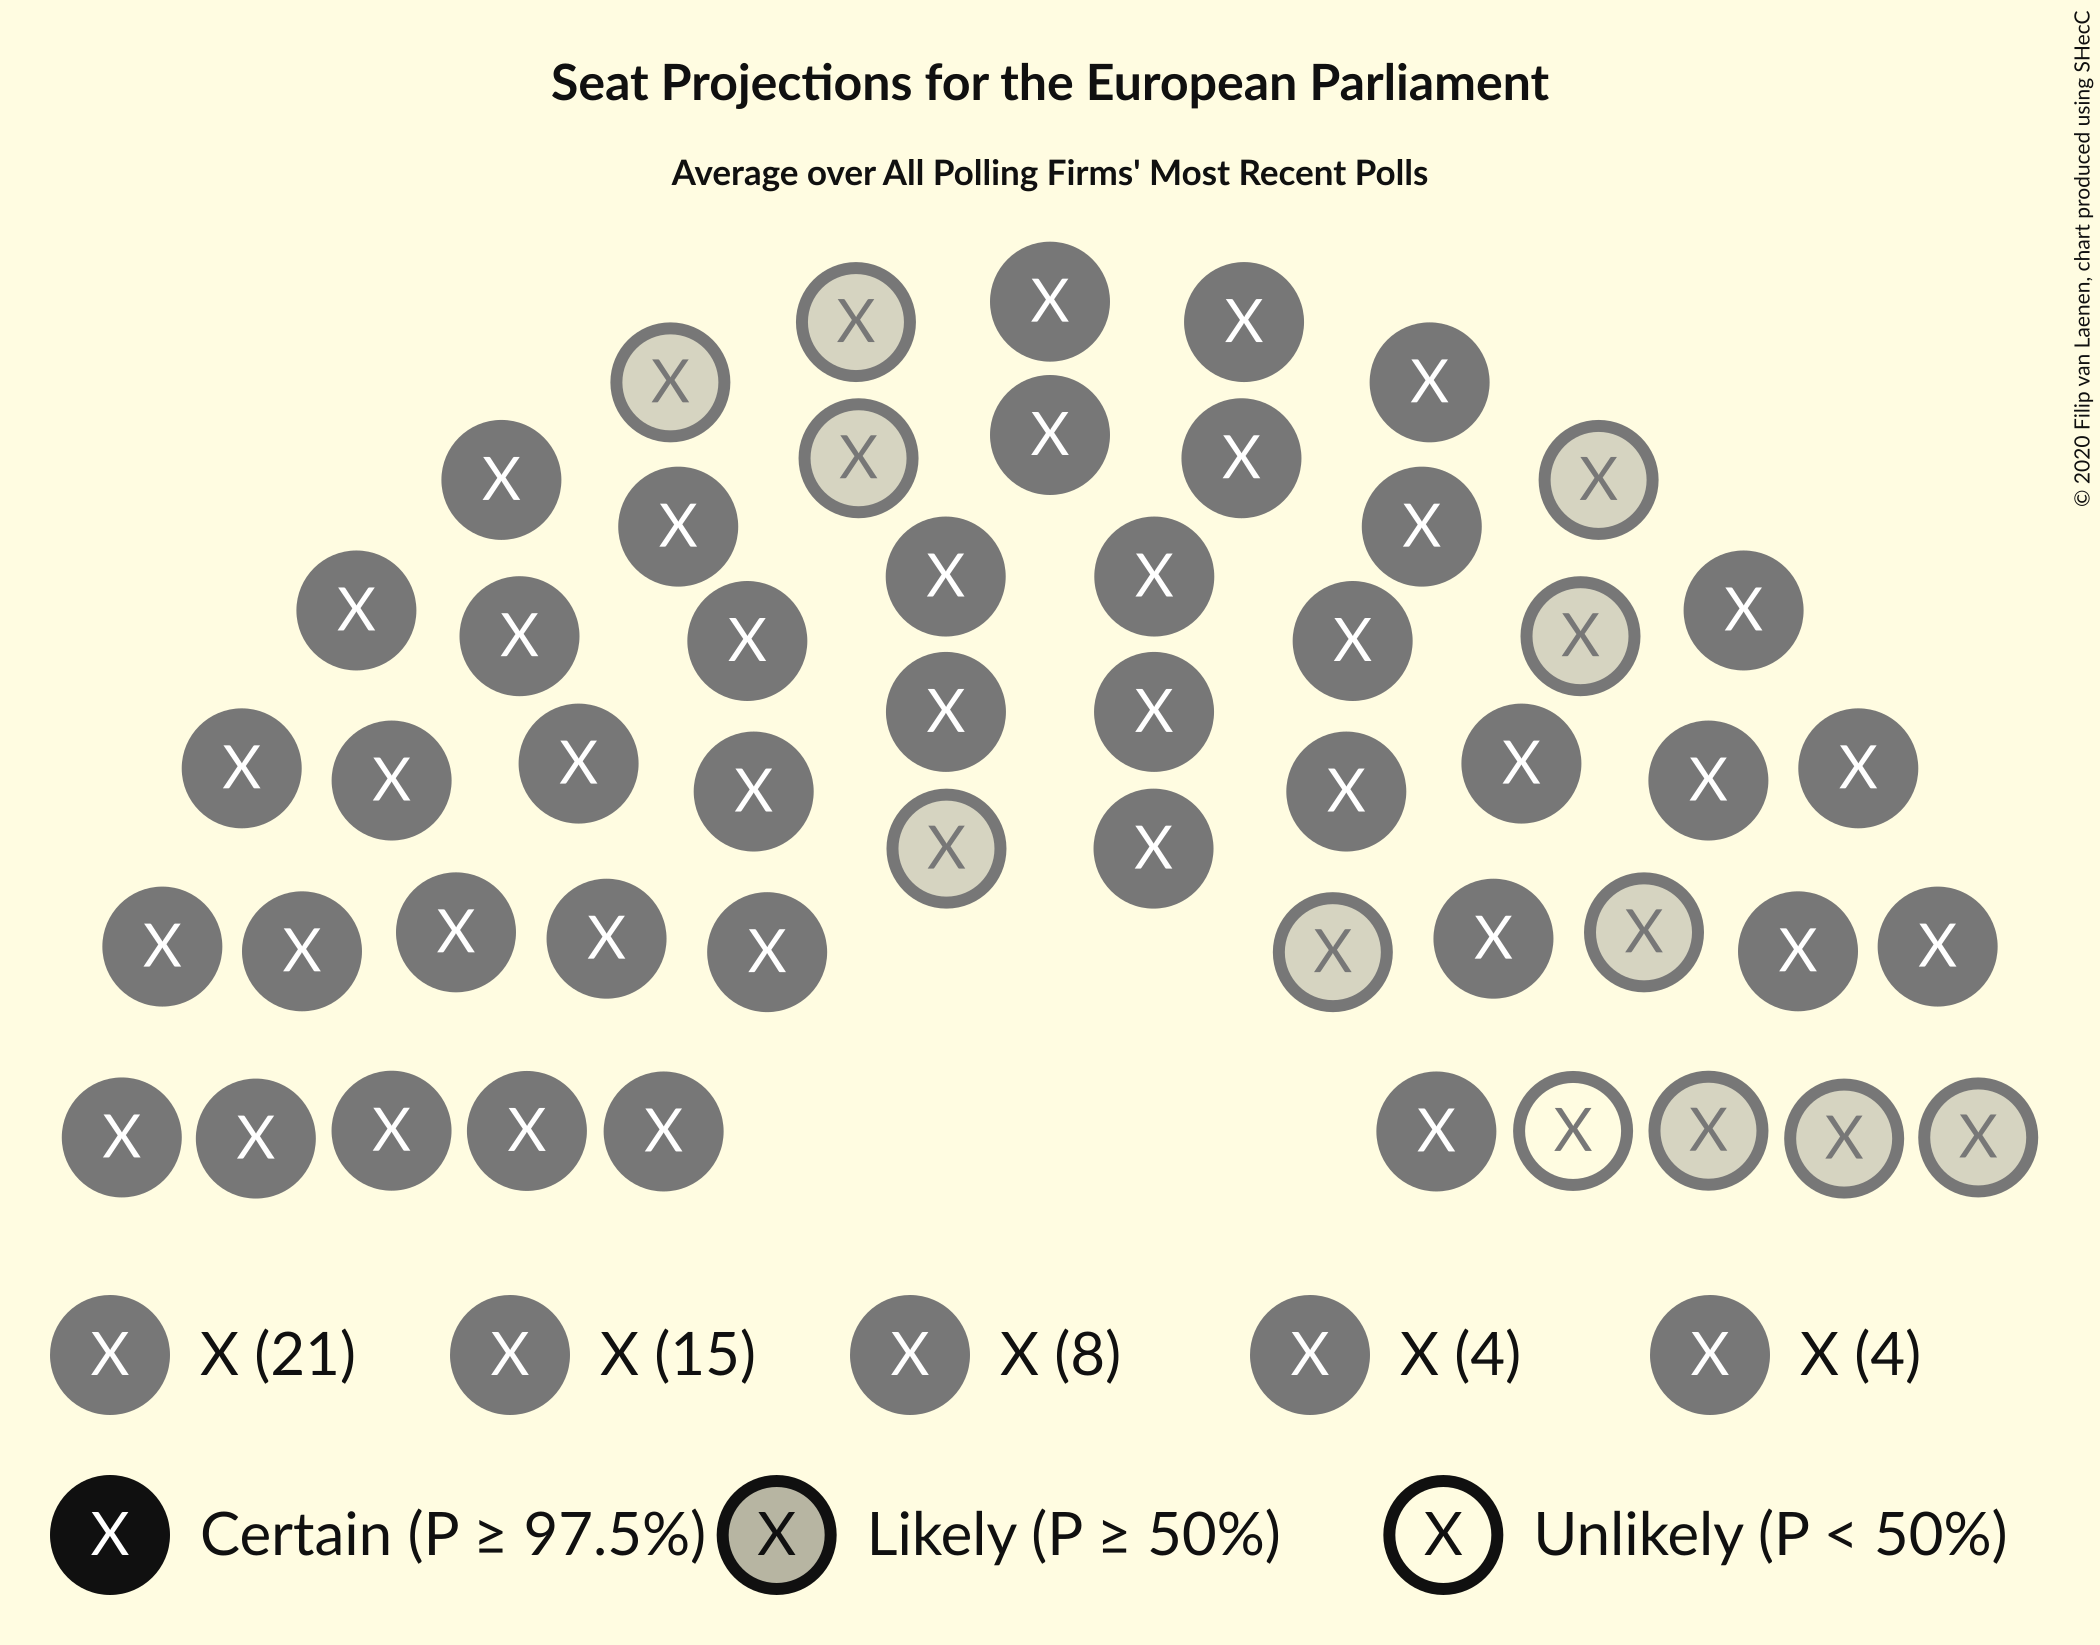 Seat Projections for the European Parliament
Average over All Polling Firms' Most Recent Polls
© 2020 Filip van Laenen, chart produced using SHecC
X X X
X X
X X X X X
X X
X X
X X X X X X
X X
X X X X X X X X
X X
X X X X X X X X X X
X X X X X X X X X X
X X (21) X X (15) X X (8) X X (4) X X (4)
X Certain (P ≥ 97.5%) X Likely (P ≥ 50%) X Unlikely (P < 50%)